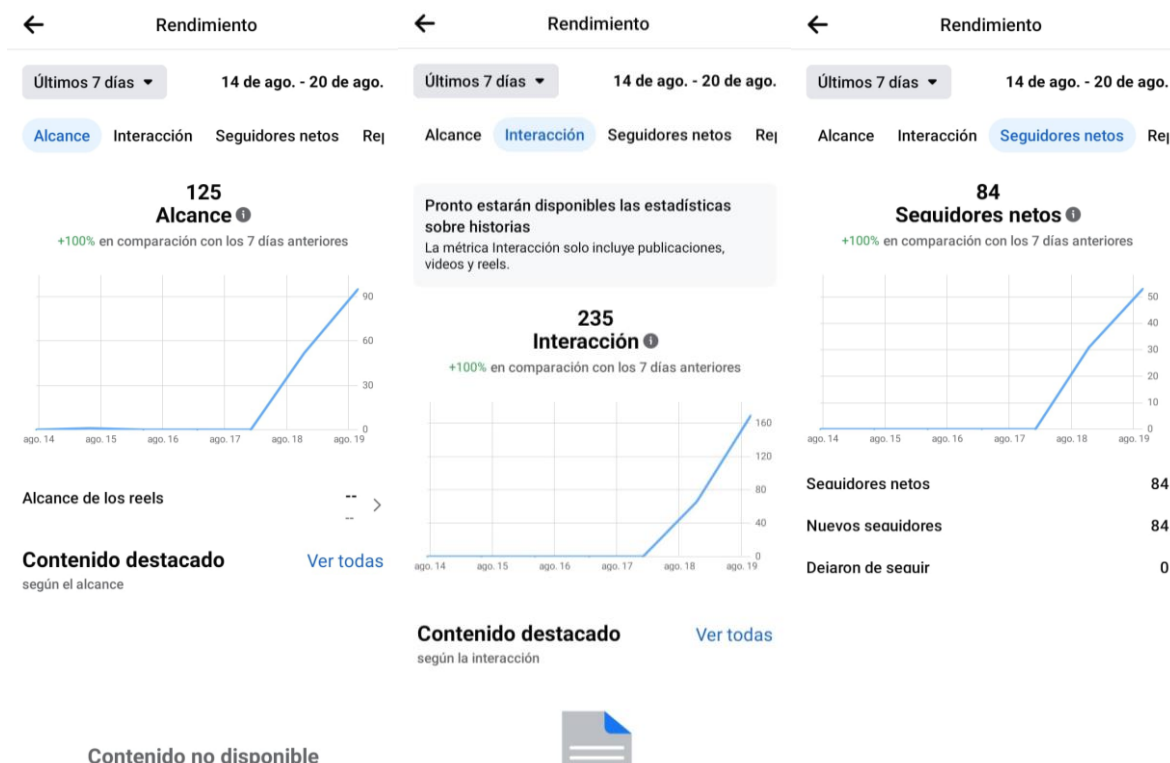 Rendimiento
Últimos 7 días
14 de ago. - 20 de ago.
Alcance Interacción Seguidores netos
125
Alcance
+100% en comparación con los 7 días anteriores
90
60
30
0
ago. 14 ago. 15 ago. 16 ago. 17 ago. 18 ago. 19
Alcance de los reels --
--
Contenido destacado Ver todas
según el alcance
Contenido no disponible
Rendimiento
Últimos 7 días
14 de ago. - 20 de ago.
Alcance Interacción Seguidores netos
Pronto estarán disponibles las estadísticas
sobre historias
La métrica Interacción solo incluye publicaciones,
videos y reels.
235
Interacción
+100% en comparación con los 7 días anteriores
160
120
80
40
0
ago. 14 ago. 15 ago. 16 ago. 17 ago. 18 ago. 19
Contenido destacado Ver todas
según la interacción
Rendimiento
Últimos 7 días
14 de ago. - 20 de ago.
Alcance Interacción Seguidores netos
84
Seguidores netos
+100% en comparación con los 7 días anteriores
50
40
30
20
10
0
ago. 14 ago. 15 ago. 16 ago. 17 ago. 18 ago. 19
Seguidores netos 84
Nuevos seguidores 84
Dejaron de seguir 0